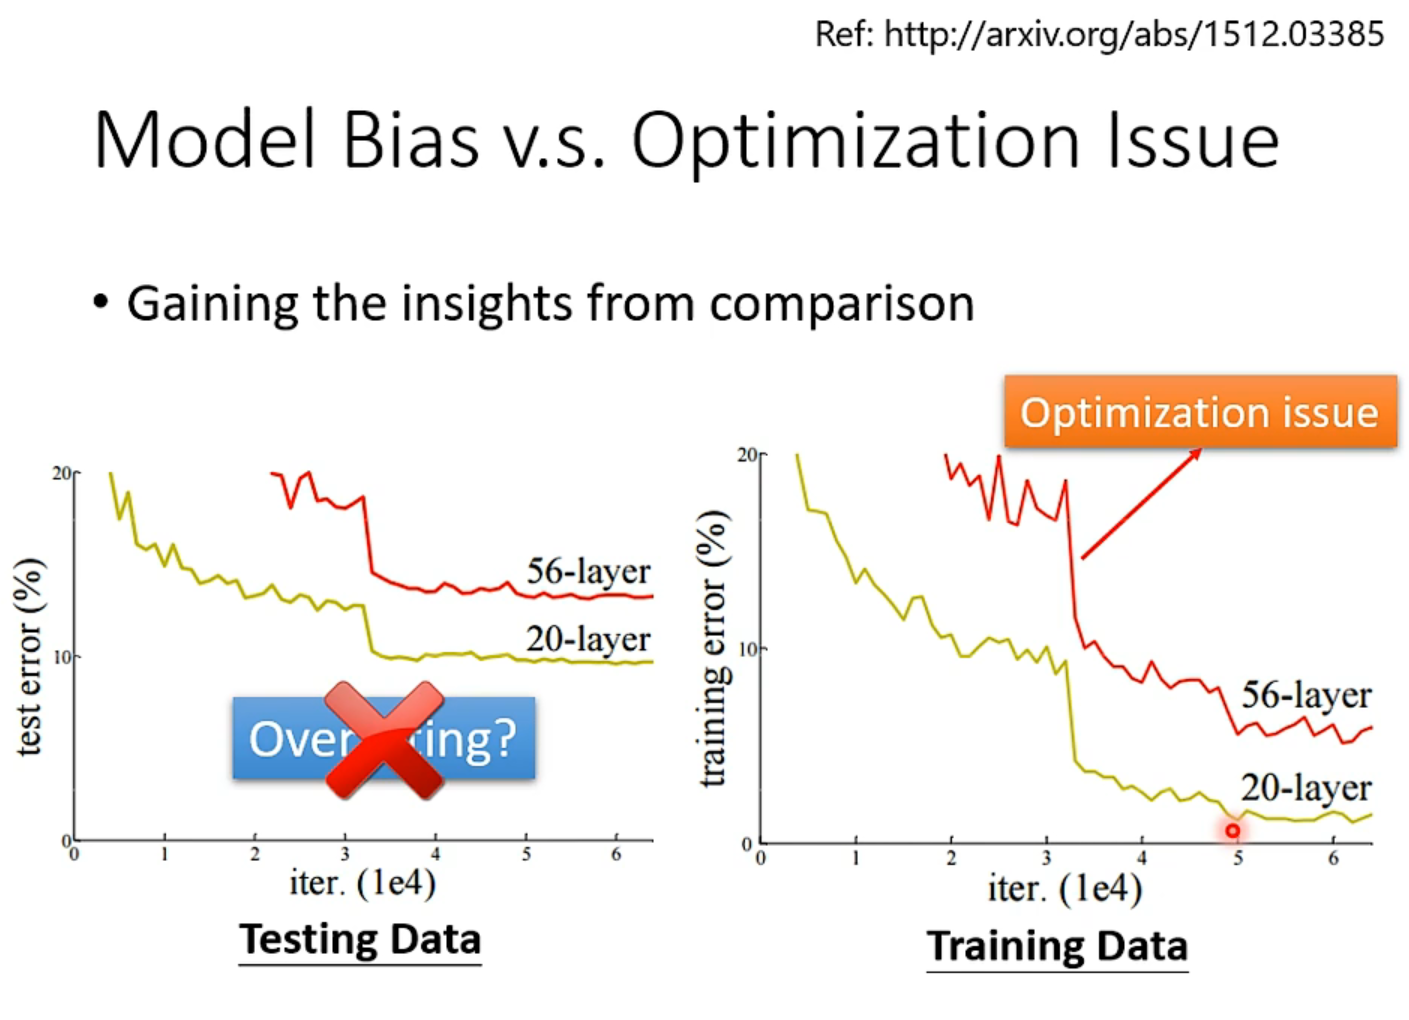 Ref: http://arxiv.org/abs/1512.03385
Model Bias v.s. Optimization Issue
• Gaining the insights from comparison
Optimization issue
20
10
0
test error (%)
56-layer
20-layer
Over ting?
0 1 2 3 4 5 6
iter. (1e4)
Testing Data
20
10
0
training error (%)
56-layer
20-layer
0 1 2 3 4 5 6
iter. (1e4)
Training Data